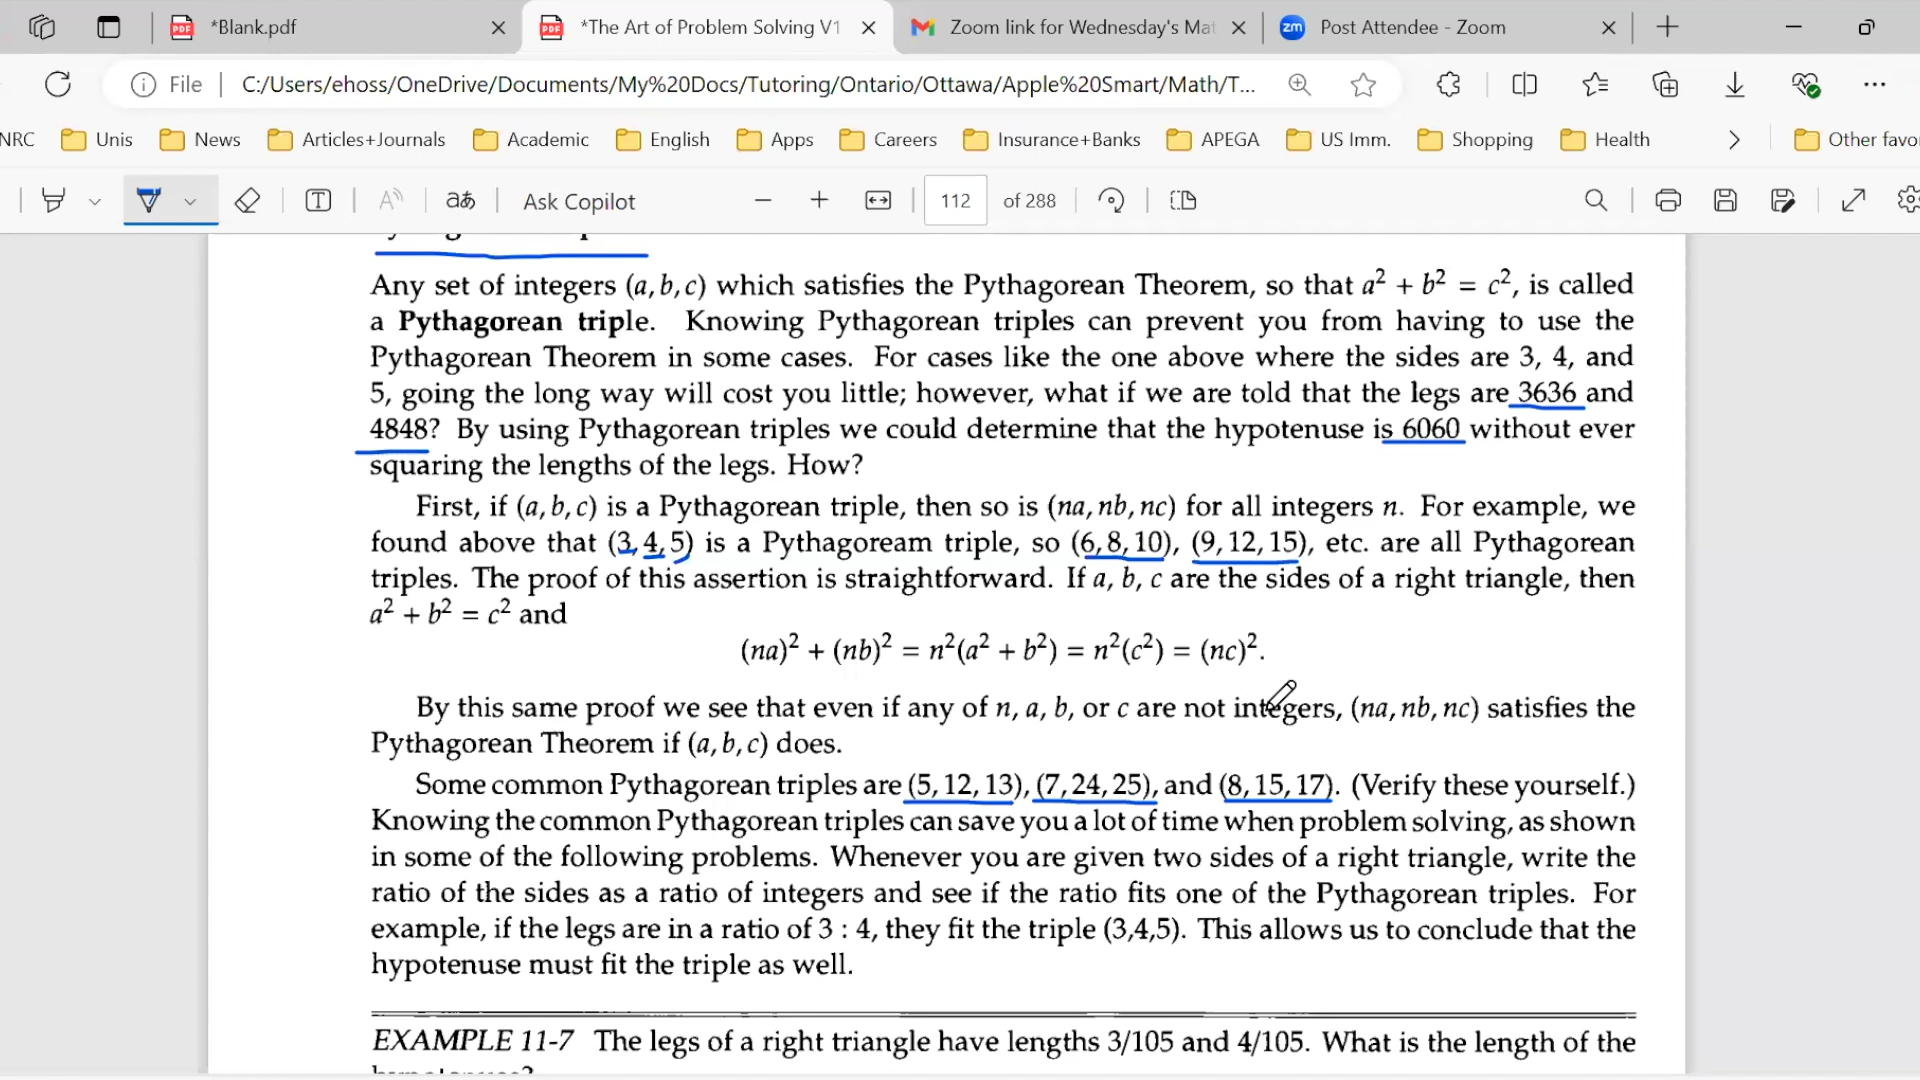 *Blank.pdf
*The Art of Problem Solving V1
Zoom link for Wednesday's Mat
zm Post Attendee - Zoom
File C:/Users/ehoss/OneDrive/Documents/My%20Docs/Tutoring/Ontario/Ottawa/Apple%20Smart/Math/T...
NRC Unis News Articles+Journals Academic English Apps Careers Insurance+Banks APEGA US Imm. Shopping Health Other favo
Ask Copilot 112 of 288
Any set of integers (a, b, c) which satisfies the Pythagorean Theorem, so that a² + b² = c², is called
a Pythagorean triple. Knowing Pythagorean triples can prevent you from having to use the
Pythagorean Theorem in some cases. For cases like the one above where the sides are 3, 4, and
5, going the long way will cost you little; however, what if we are told that the legs are 3636 and
4848? By using Pythagorean triples we could determine that the hypotenuse is 6060 without ever
squaring the lengths of the legs. How?
First, if (a, b, c) is a Pythagorean triple, then so is (na, nb, nc) for all integers n. For example, we
found above that (3, 4, 5) is a Pythagoream triple, so (6, 8, 10), (9, 12, 15), etc. are all Pythagorean
triples. The proof of this assertion is straightforward. If a, b, c are the sides of a right triangle, then
a² + b² = c² and
(na)² + (nb)² = n²(a² + b²) = n²(c²) = (nc)².
By this same proof we see that even if any of n, a, b, or c are not integers, (na, nb, nc) satisfies the
Pythagorean Theorem if (a, b, c) does.
Some common Pythagorean triples are (5, 12, 13), (7, 24, 25), and (8, 15, 17). (Verify these yourself.)
Knowing the common Pythagorean triples can save you a lot of time when problem solving, as shown
in some of the following problems. Whenever you are given two sides of a right triangle, write the
ratio of the sides as a ratio of integers and see if the ratio fits one of the Pythagorean triples. For
example, if the legs are in a ratio of 3 : 4, they fit the triple (3,4,5). This allows us to conclude that the
hypotenuse must fit the triple as well.
EXAMPLE 11-7 The legs of a right triangle have lengths 3/105 and 4/105. What is the length of the